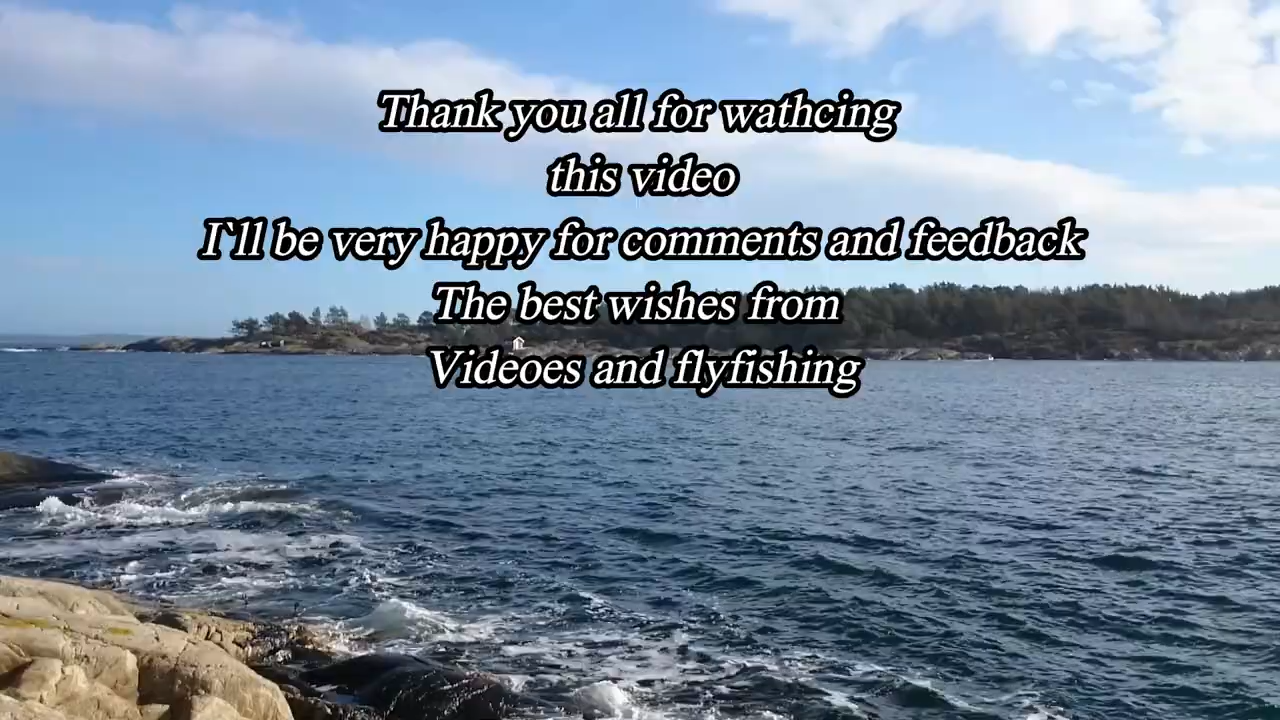 Thank you all for wathcing
this video
I`ll be very happy for comments and feedback
The best wishes from
Videoes and flyfishing